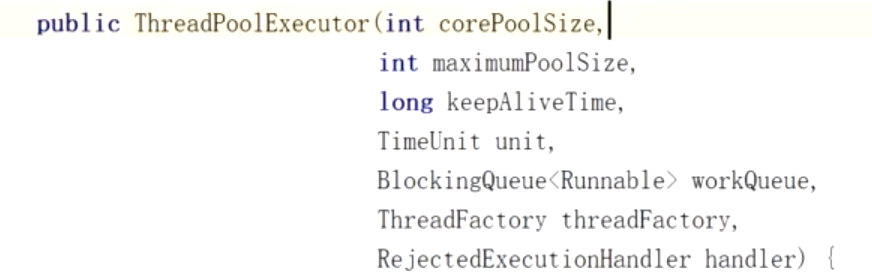 public ThreadPoolExecutor(int corePoolSize,
int maximumPoolSize,
long keepAliveTime,
TimeUnit unit,
BlockingQueue<Runnable> workQueue,
ThreadFactory threadFactory,
RejectedExecutionHandler handler) {